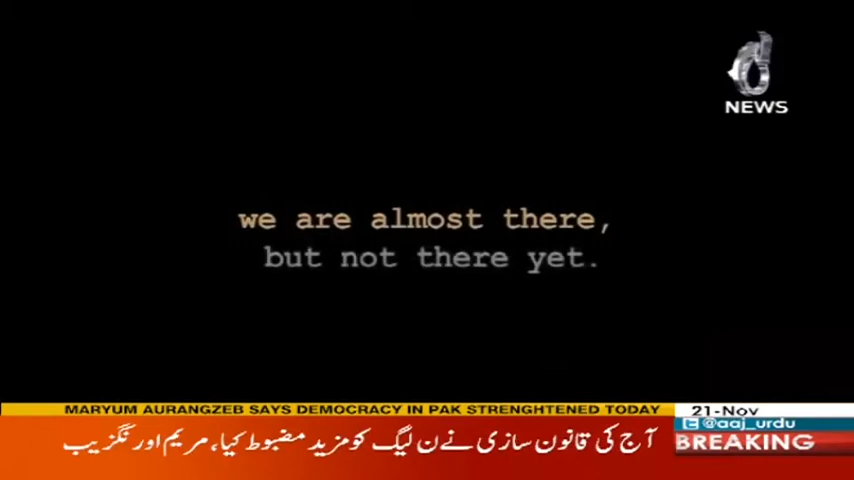 NEWS
we are almost there,
but not there yet.
MARYUM AURANGZEB SAYS DEMOCRACY IN PAK STRENGHTENED TODAY
21-Nov
@aaj_urdu
آج کی قانون سازی نے ن لیگ کو مزید مضبوط کیا، مریم اورنگزیب
BREAKING